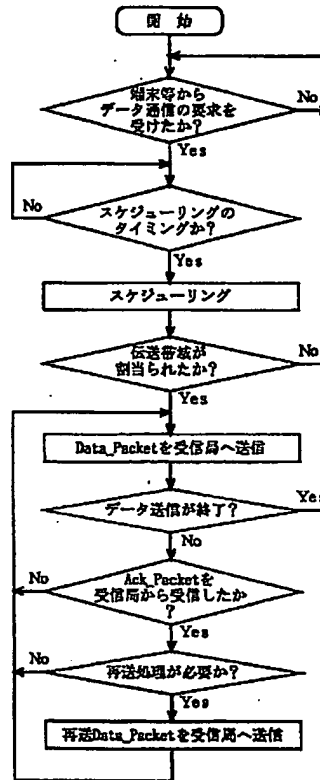 開 始
端末等から
データ通信の要求を
受けたか?
No
Yes
No
スケジューリングの
タイミングか?
Yes
スケジューリング
伝送帯域が
割当られたか?
No
Yes
Data_Packetを受信局へ送信
データ送信が終了?
Yes
No
Ack_Packetを
受信局から受信したか
?
No
Yes
再送処理が必要か?
No
Yes
再送Data_Packetを受信局へ送信